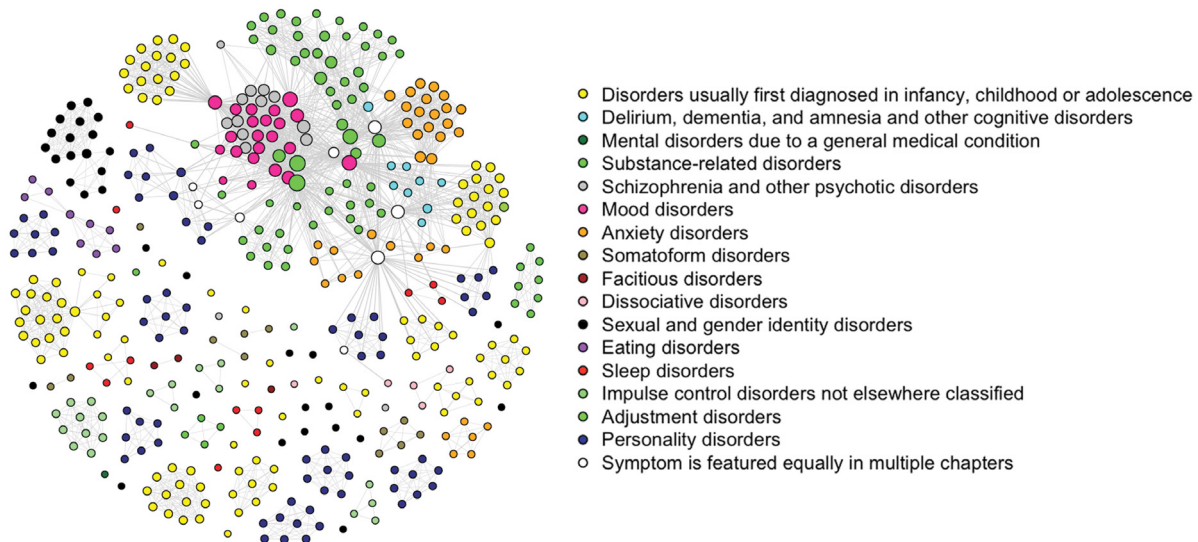 Disorders usually first diagnosed in infancy, childhood or adolescence
Delirium, dementia, and amnesia and other cognitive disorders
Mental disorders due to a general medical condition
Substance-related disorders
Schizophrenia and other psychotic disorders
Mood disorders
Anxiety disorders
Somatoform disorders
Facitious disorders
Dissociative disorders
Sexual and gender identity disorders
Eating disorders
Sleep disorders
Impulse control disorders not elsewhere classified
Adjustment disorders
Personality disorders
Symptom is featured equally in multiple chapters